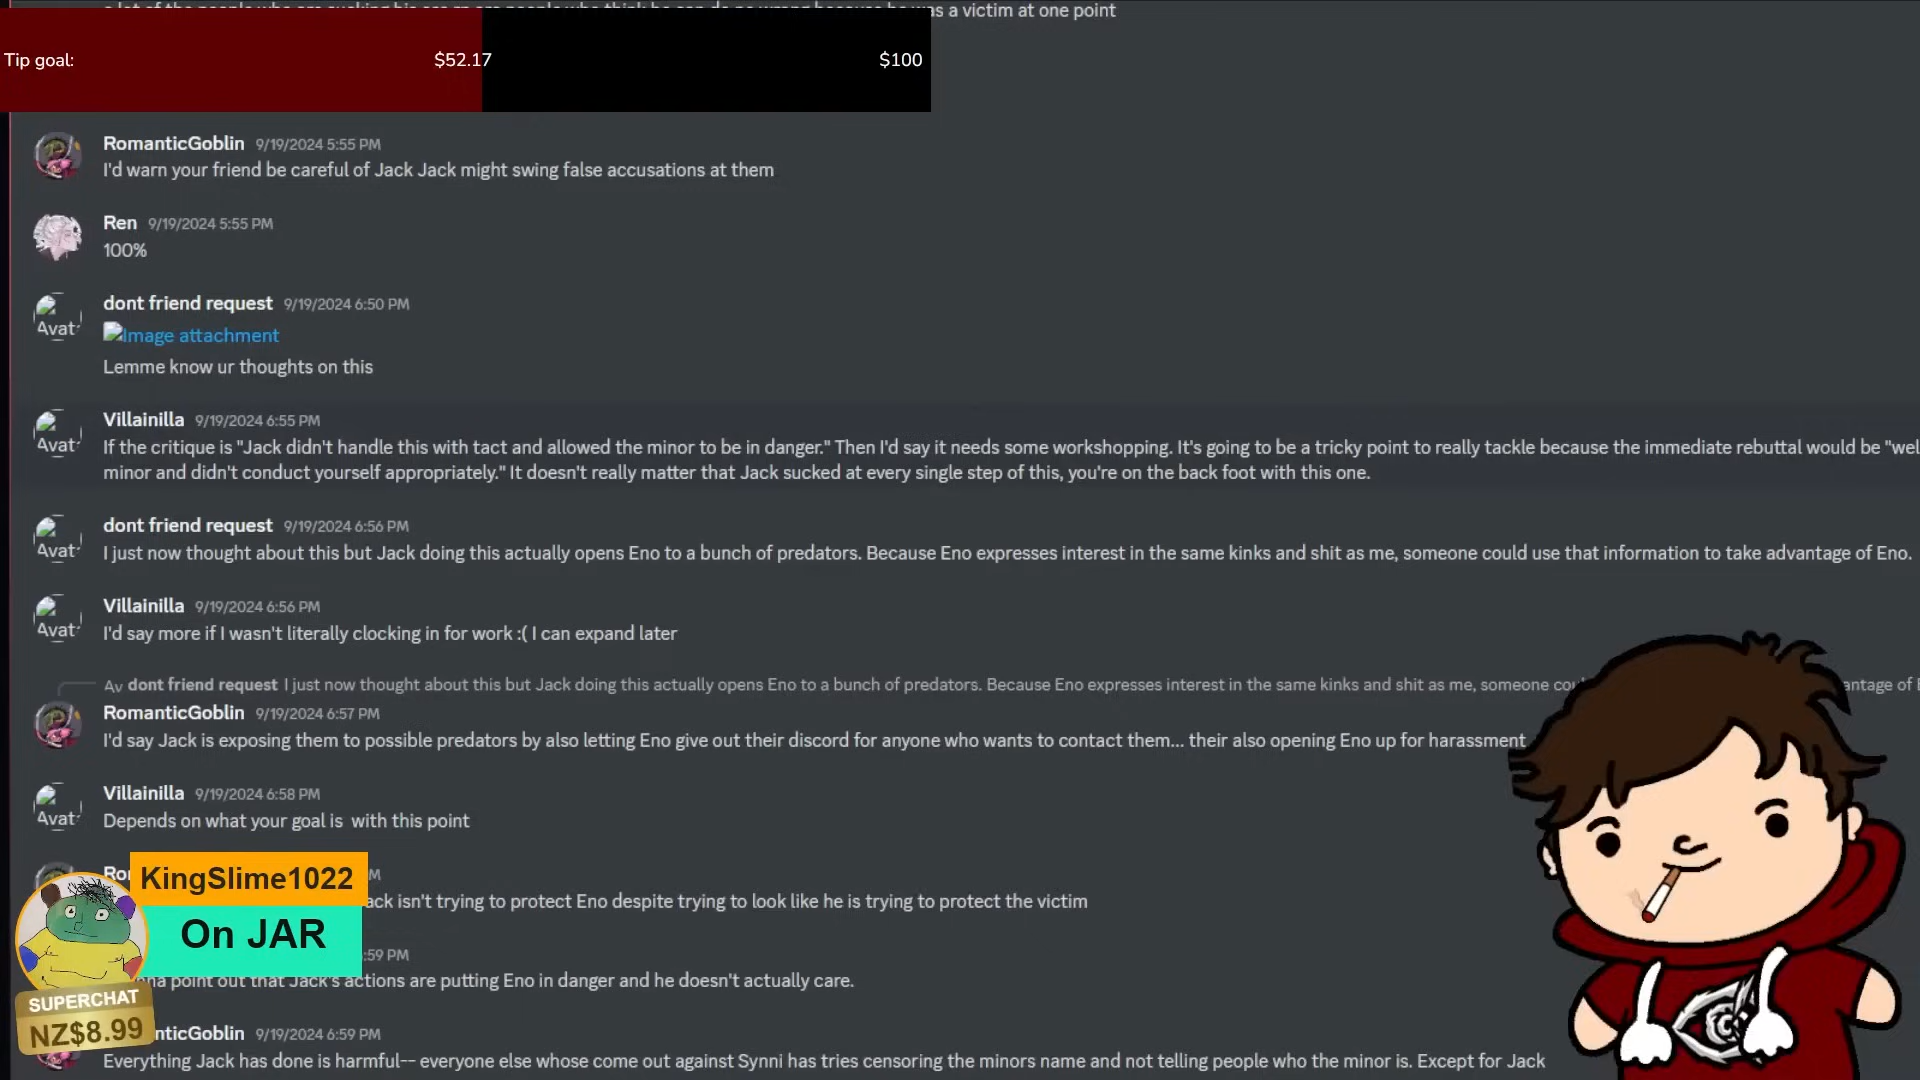 as a victim at one point
Tip goal: $52.17 $100
RomanticGoblin 9/19/2024 5:55 PM
I'd warn your friend be careful of Jack Jack might swing false accusations at them
Ren 9/19/2024 5:55 PM
100%
dont friend request 9/19/2024 6:50 PM
Image attachment
Lemme know ur thoughts on this
Villainilla 9/19/2024 6:55 PM
If the critique is "Jack didn't handle this with tact and allowed the minor to be in danger." Then I'd say it needs some workshopping. It's going to be a tricky point to really tackle because the immediate rebuttal would be "wel
minor and didn't conduct yourself appropriately." It doesn't really matter that Jack sucked at every single step of this, you're on the back foot with this one.
dont friend request 9/19/2024 6:56 PM
I just now thought about this but Jack doing this actually opens Eno to a bunch of predators. Because Eno expresses interest in the same kinks and shit as me, someone could use that information to take advantage of Eno.
Villainilla 9/19/2024 6:56 PM
I'd say more if I wasn't literally clocking in for work :( I can expand later
Av dont friend request I just now thought about this but Jack doing this actually opens Eno to a bunch of predators. Because Eno expresses interest in the same kinks and shit as me, someone cou antage of E
RomanticGoblin 9/19/2024 6:57 PM
I'd say Jack is exposing them to possible predators by also letting Eno give out their discord for anyone who wants to contact them... their also opening Eno up for harassment
Villainilla 9/19/2024 6:58 PM
Depends on what your goal is with this point
Ro M
ack isn't trying to protect Eno despite trying to look like he is trying to protect the victim
:59 PM
na point out that Jack's actions are putting Eno in danger and he doesn't actually care.
nticGoblin 9/19/2024 6:59 PM
Everything Jack has done is harmful-- everyone else whose come out against Synni has tries censoring the minors name and not telling people who the minor is. Except for Jack
KingSlime1022
On JAR
SUPERCHAT
NZ$8.99
Avat
Avat
Avat
Avat
Avat